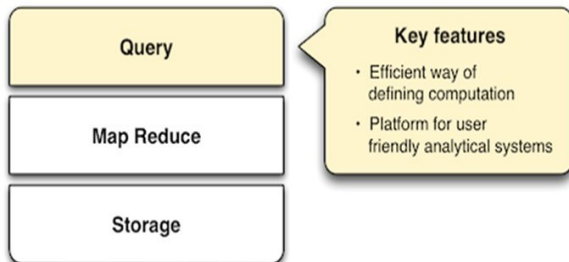 Query
Map Reduce
Storage
Key features
• Efficient way of
defining computation
• Platform for user
friendly analytical systems